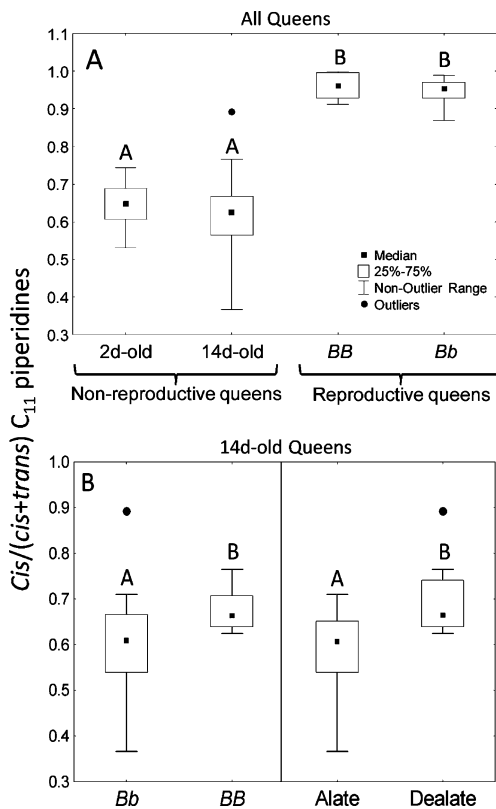 All Queens
1.1
1.0
0.9
0.8
0.7
0.6
0.5
0.4
0.3
A
A
A
B
B
Median
25%-75%
Non-Outlier Range
Outliers
2d-old 14d-old BB Bb
Non-reproductive queens Reproductive queens
Cis/(cis+trans) C₁₁ piperidines
14d-old Queens
1.0
0.9
0.8
0.7
0.6
0.5
0.4
0.3
B
A
B
A
B
Bb BB Alate Dealate